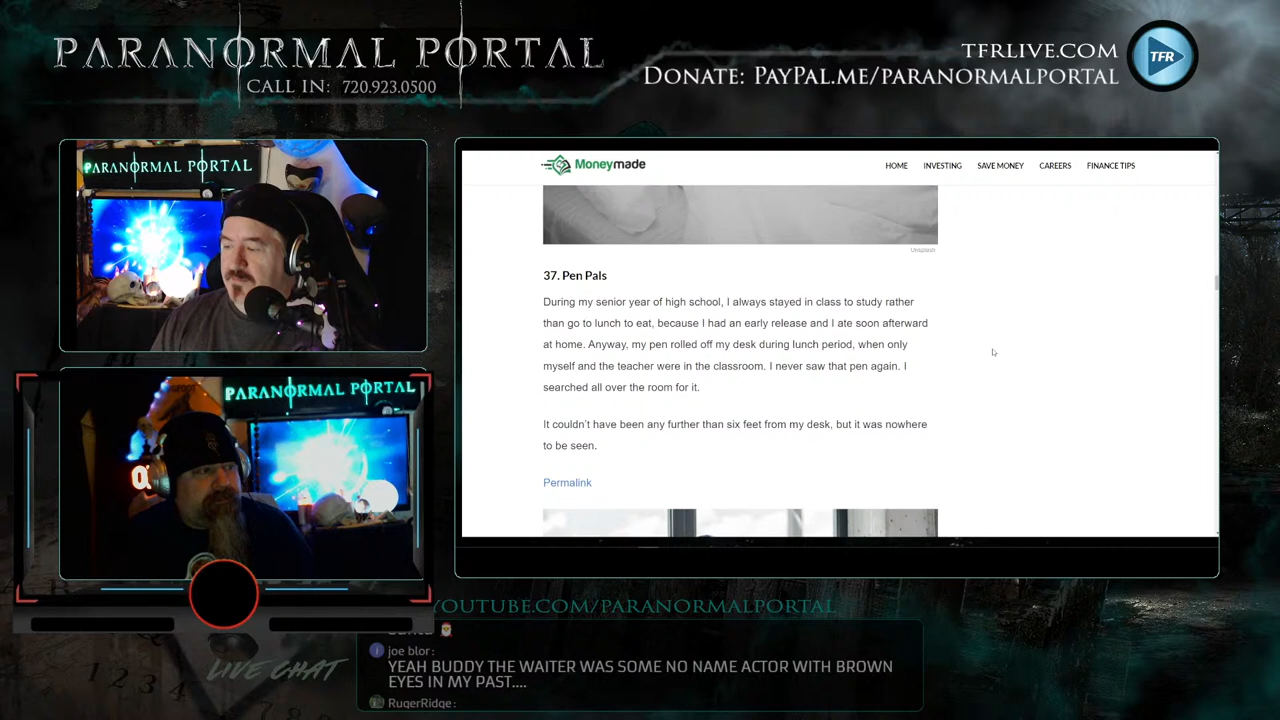 PARANORMAL PORTAL
CALL IN: 720.923.0500
TFRLIVE.COM
DONATE: PAYPAL.ME/PARANORMALPORTAL
TFR
PARANORMAL PORTAL
PARANORMAL PORTAL
Moneymade
HOME INVESTING SAVE MONEY CAREERS FINANCE TIPS
Unsplash
37. Pen Pals
During my senior year of high school, I always stayed in class to study rather
than go to lunch to eat, because I had an early release and I ate soon afterward
at home. Anyway, my pen rolled off my desk during lunch period, when only
myself and the teacher were in the classroom. I never saw that pen again. I
searched all over the room for it.
It couldn't have been any further than six feet from my desk, but it was nowhere
to be seen.
Permalink
YOUTUBE.COM/PARANORMALPORTAL
LIVE CHAT
joe blor:
YEAH BUDDY THE WAITER WAS SOME NO NAME ACTOR WITH BROWN
EYES IN MY PAST....
RugerRidge:
1 2 3 4